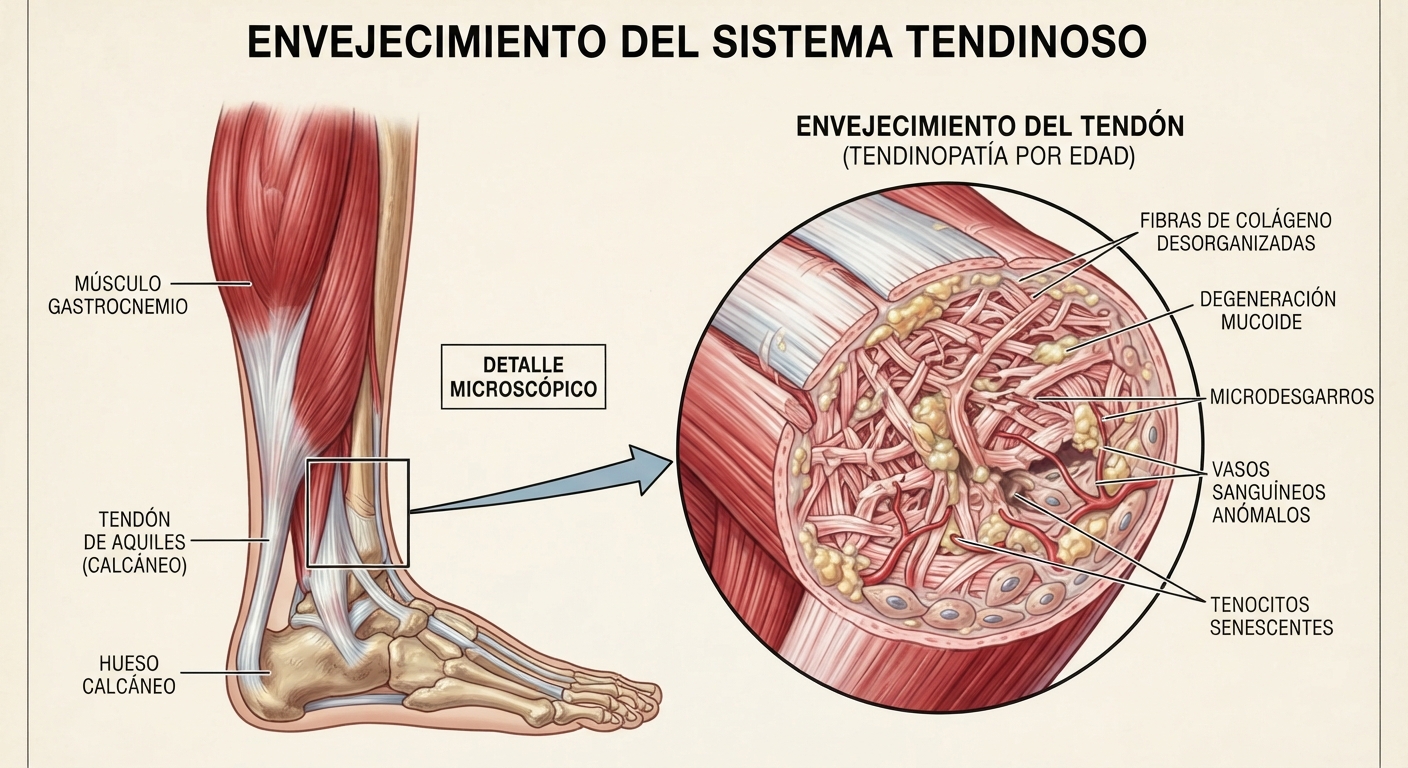 ENVEJECIMIENTO DEL SISTEMA TENDINOSO
MÚSCULO
GASTROCNEMIO
TENDÓN
DE AQUILES
(CALCÁNEO)
HUESO
CALCÁNEO
DETALLE
MICROSCÓPICO
ENVEJECIMIENTO DEL TENDÓN
(TENDINOPATÍA POR EDAD)
FIBRAS DE COLÁGENO
DESORGANIZADAS
DEGENERACIÓN
MUCOIDE
MICRODESGARROS
VASOS
SANGUÍNEOS
ANÓMALOS
TENOCITOS
SENESCENTES